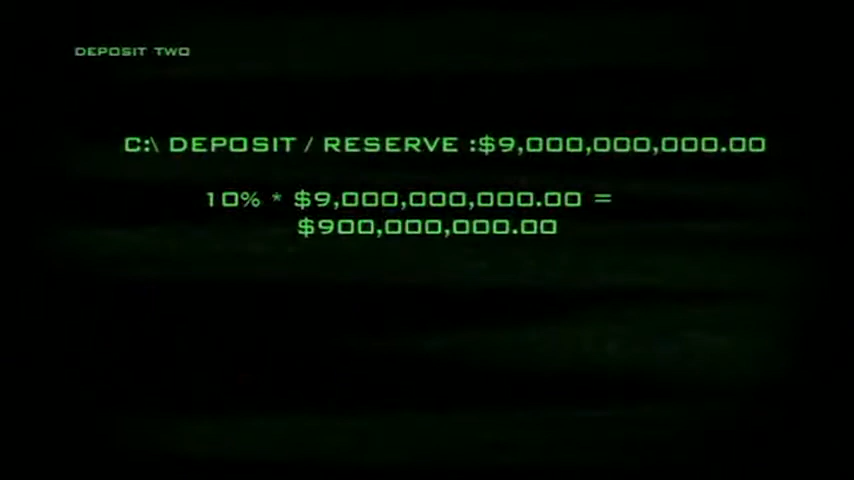 DEPOSIT TWO
C:\ DEPOSIT / RESERVE :$9,000,000,000.00
10% * $9,000,000,000.00 =
$900,000,000.00